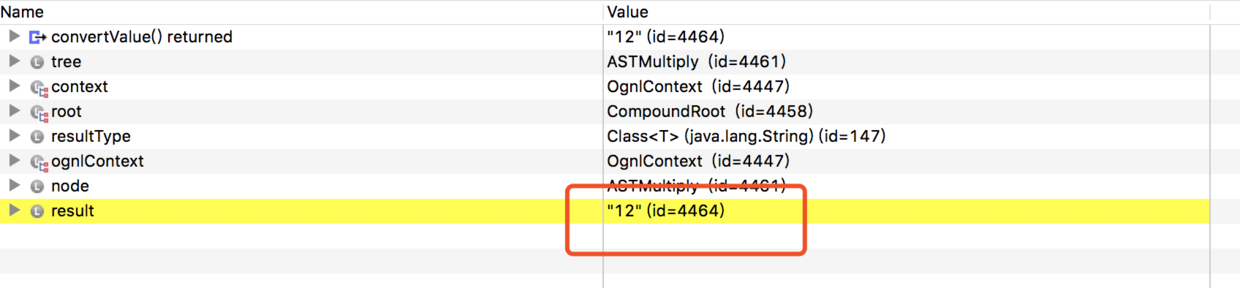 Name Value
convertValue() returned "12" (id=4464)
tree ASTMultiply (id=4461)
context OgnlContext (id=4447)
root CompoundRoot (id=4458)
resultType Class<T> (java.lang.String) (id=147)
ognlContext OgnlContext (id=4447)
node ASTMultiply (id=4461)
result "12" (id=4464)